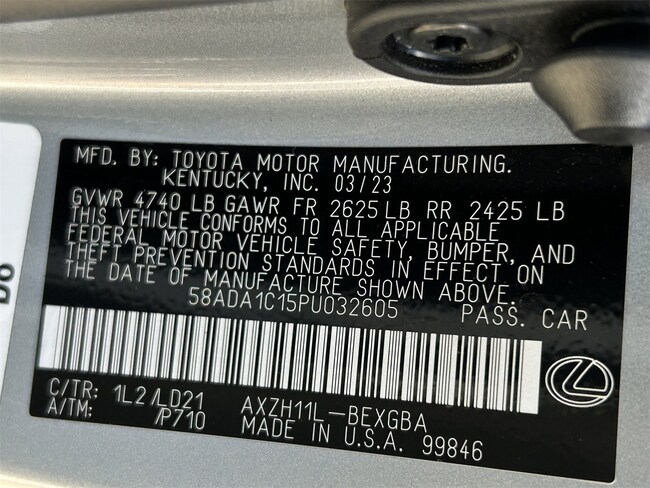 MFD. BY: TOYOTA MOTOR MANUFACTURING.
KENTUCKY, INC. 03/23
GVWR 4740 LB GAWR FR 2625 LB RR 2425 LB
THIS VEHICLE CONFORMS TO ALL APPLICABLE
FEDERAL MOTOR VEHICLE SAFETY, BUMPER, AND
THEFT PREVENTION STANDARDS IN EFFECT ON
THE DATE OF MANUFACTURE SHOWN ABOVE.
58ADA1C15PU032605 PASS. CAR
C/TR: 1L2/LD21 AXZH11L-BEXGBA
A/TM: /P710 MADE IN U.S.A. 99846